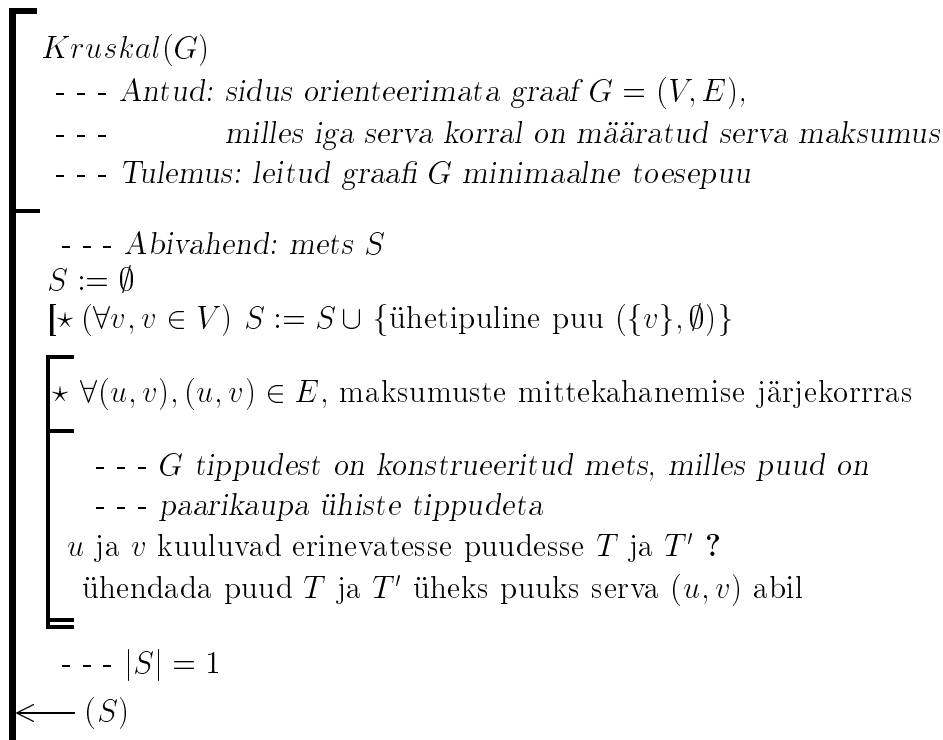 Kruskal(G)
- - - Antud: sidus orienteerimata graaf G = (V, E),
- - - milles iga serva korral on määratud serva maksumus
- - - Tulemus: leitud graafi G minimaalne toesepuu
- - - Abivahend: mets S
S := ∅
[⋆ (∀v, v ∈ V) S := S ∪ {ühetipuline puu ({v}, ∅)}
⋆ ∀(u, v), (u, v) ∈ E, maksumuste mittekahanemise järjekorrras
- - - G tippudest on konstrueeritud mets, milles puud on
- - - paarikaupa ühiste tippudeta
u ja v kuuluvad erinevatesse puudesse T ja T′ ?
ühendada puud T ja T′ üheks puuks serva (u, v) abil
- - - |S| = 1
← (S)